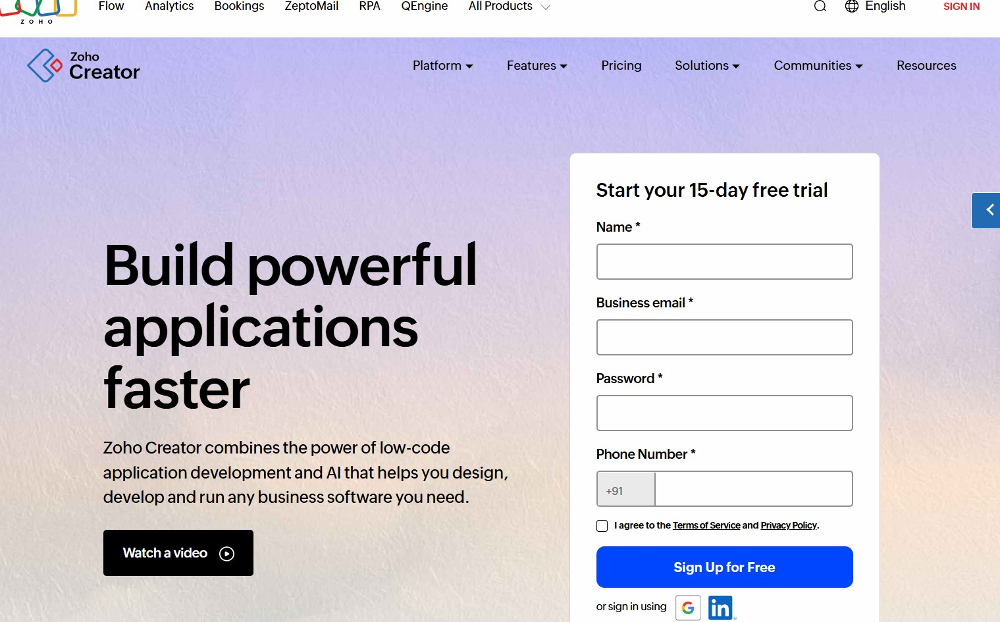 ZOHO
Flow Analytics Bookings ZeptoMail RPA QEngine All Products English SIGN IN
Zoho
Creator
Platform Features Pricing Solutions Communities Resources
Build powerful
applications
faster
Zoho Creator combines the power of low-code
application development and AI that helps you design,
develop and run any business software you need.
Watch a video
Start your 15-day free trial
Name *
Business email *
Password *
Phone Number *
+91
I agree to the Terms of Service and Privacy Policy.
Sign Up for Free
or sign in using G in